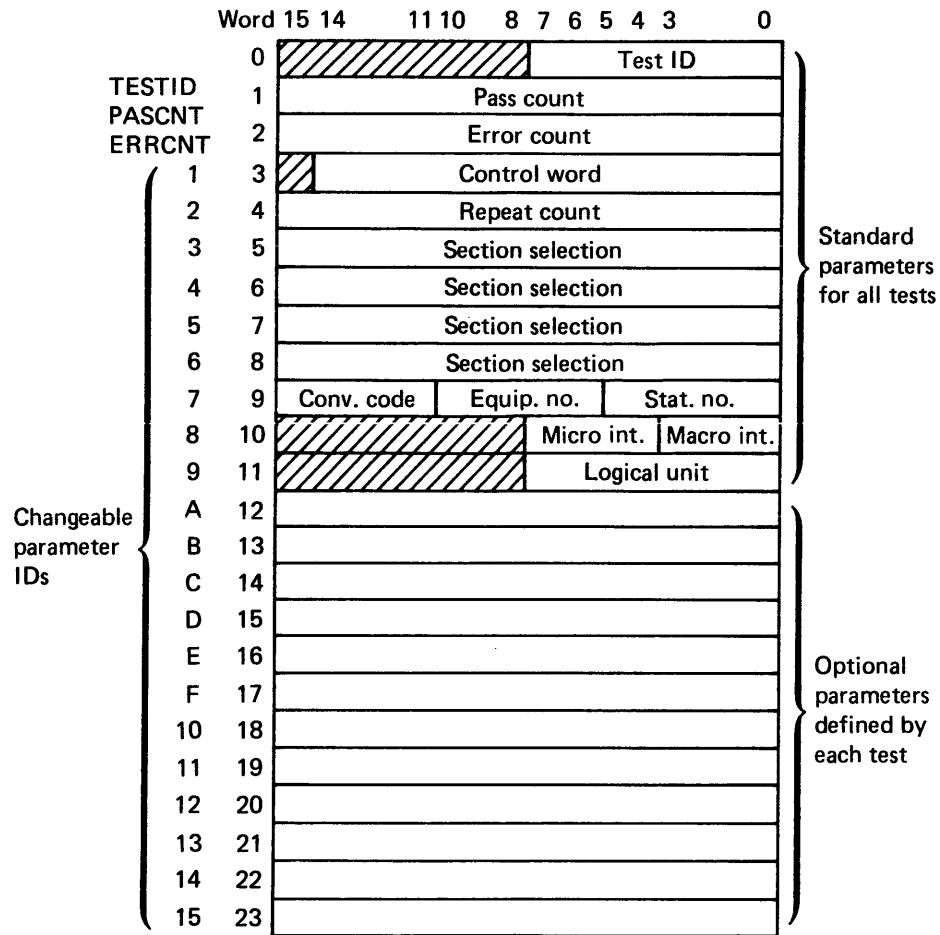 Word 15 14 11 10 8 7 6 5 4 3 0
0 Test ID
TESTID
PASCNT 1 Pass count
ERRCNT 2 Error count
1 3 Control word
2 4 Repeat count
3 5 Section selection
4 6 Section selection
5 7 Section selection
6 8 Section selection
7 9 Conv. code Equip. no. Stat. no.
8 10 Micro int. Macro int.
9 11 Logical unit
A 12
B 13
C 14
D 15
E 16
F 17
10 18
11 19
12 20
13 21
14 22
15 23
Changeable
parameter
IDs
Standard
parameters
for all tests
Optional
parameters
defined by
each test